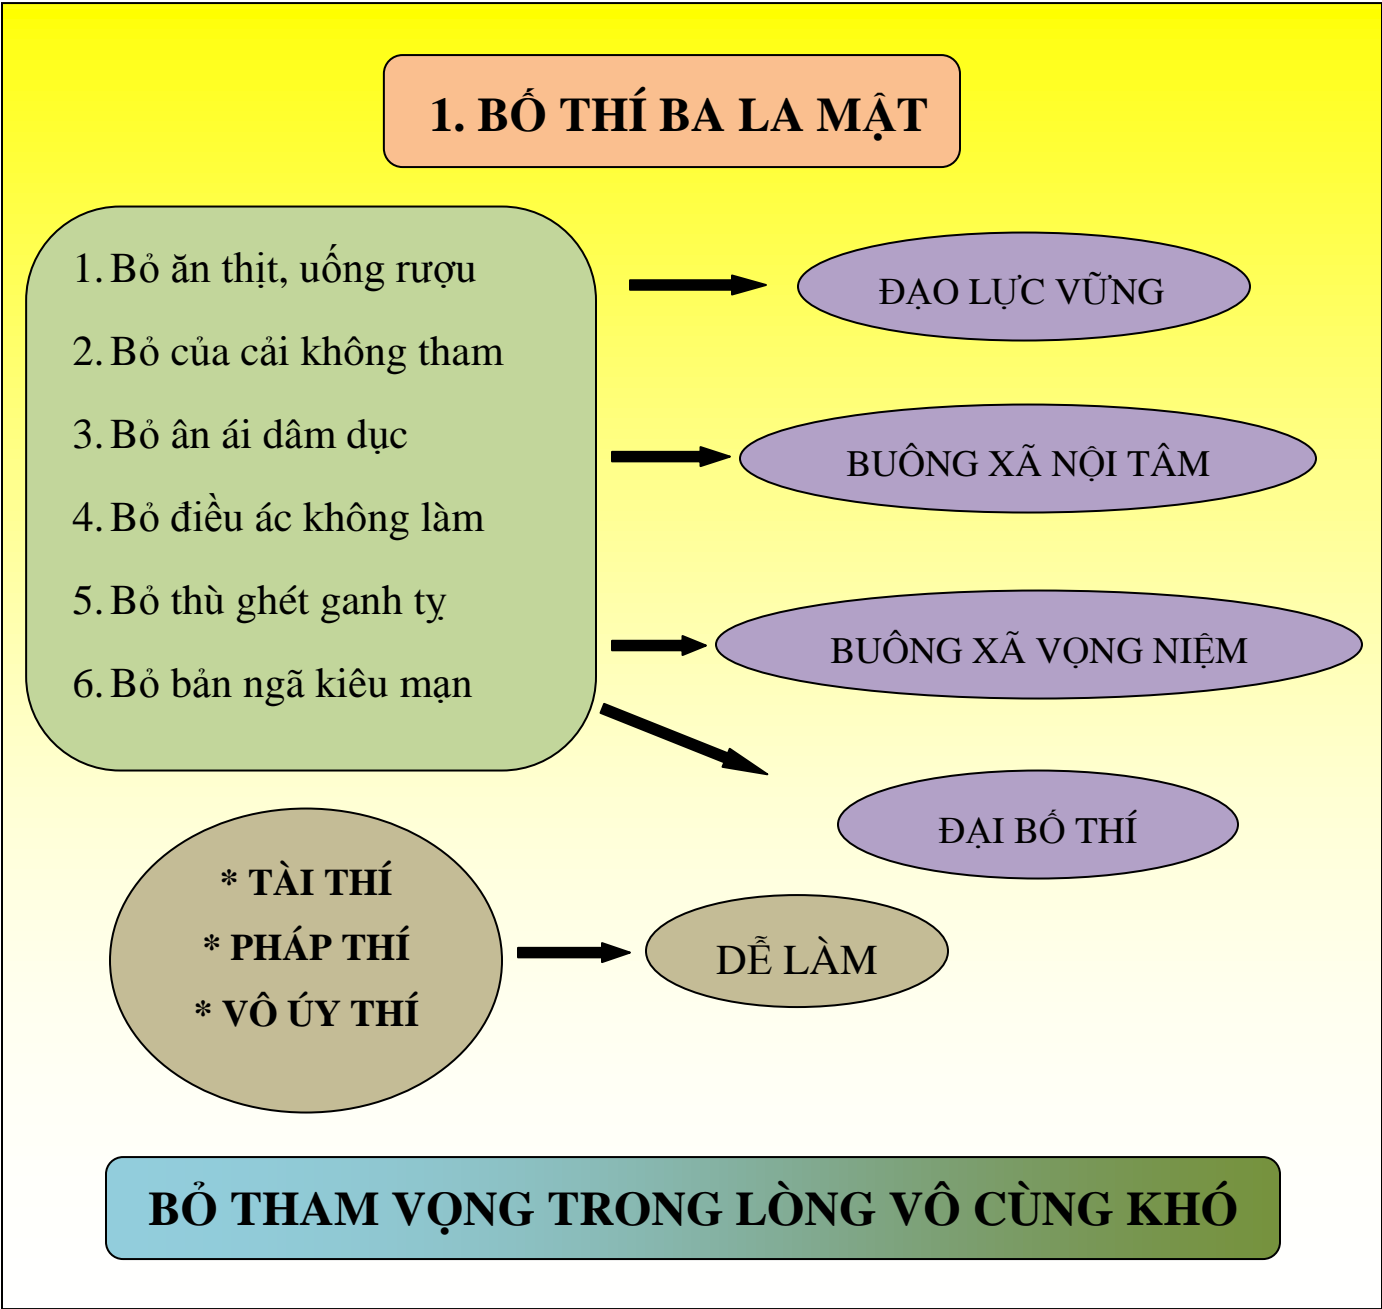 1. BỐ THÍ BA LA MẬT
1. Bỏ ăn thịt, uống rượu
2. Bỏ của cải không tham
3. Bỏ ân ái dâm dục
4. Bỏ điều ác không làm
5. Bỏ thù ghét ganh tỵ
6. Bỏ bản ngã kiêu mạn
ĐẠO LỰC VỮNG
BUÔNG XÃ NỘI TÂM
BUÔNG XÃ VỌNG NIỆM
ĐẠI BỐ THÍ
* TÀI THÍ
* PHÁP THÍ
* VÔ ÚY THÍ
DỄ LÀM
BỎ THAM VỌNG TRONG LÒNG VÔ CÙNG KHÓ